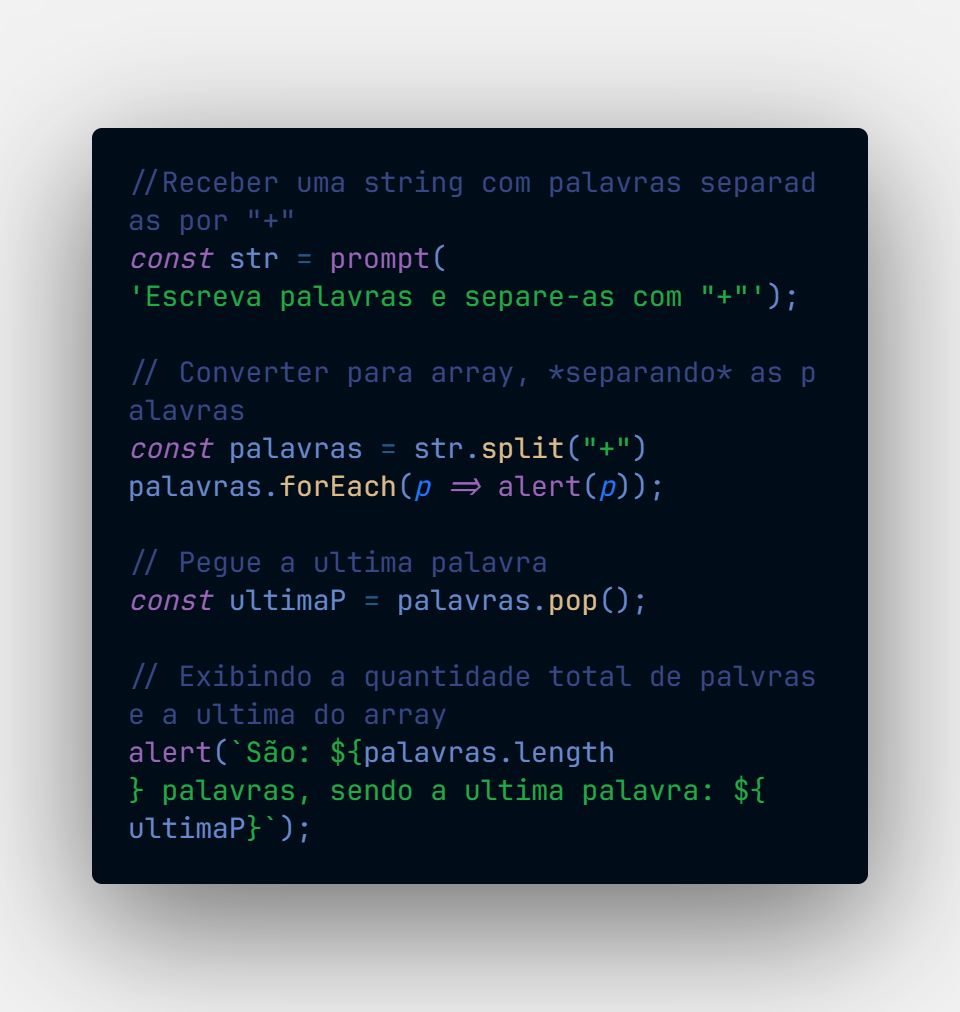 //Receber uma string com palavras separad
as por "+"
const str = prompt(
'Escreva palavras e separe-as com "+"');
// Converter para array, *separando* as p
alavras
const palavras = str.split("+")
palavras.forEach(p => alert(p));
// Pegue a ultima palavra
const ultimaP = palavras.pop();
// Exibindo a quantidade total de palvras
e a ultima do array
alert(`São: ${palavras.length
} palavras, sendo a ultima palavra: ${
ultimaP}`);